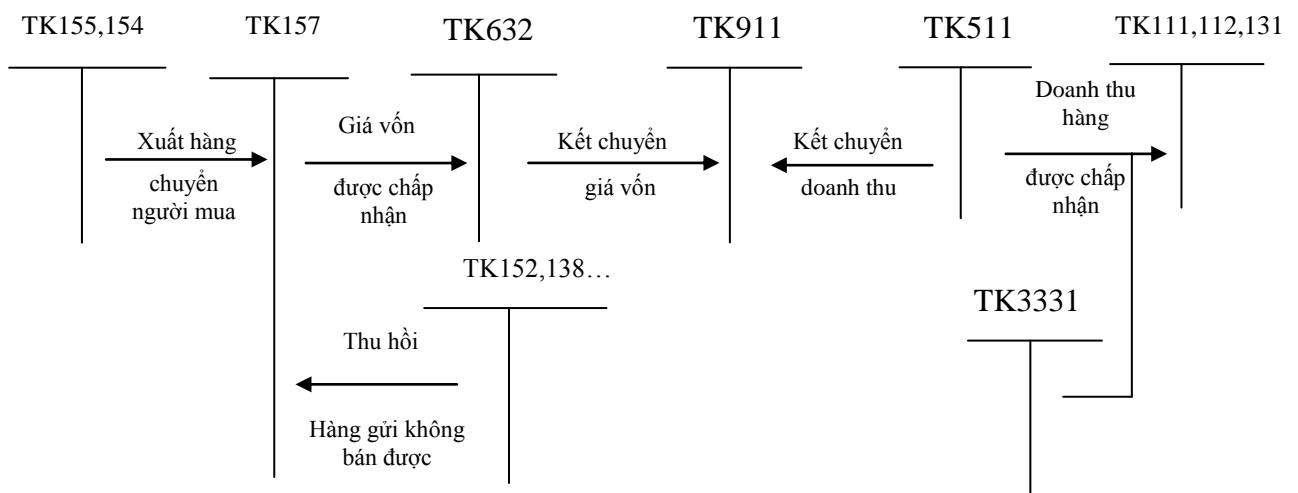 TK155,154
TK157
TK632
TK911
TK511
TK111,112,131
Xuất hàng
chuyển
người mua
Giá vốn
được chấp
nhận
Kết chuyển
giá vốn
Kết chuyển
doanh thu
Doanh thu
hàng
được chấp
nhận
TK152,138…
TK3331
Thu hồi
Hàng gửi không
bán được